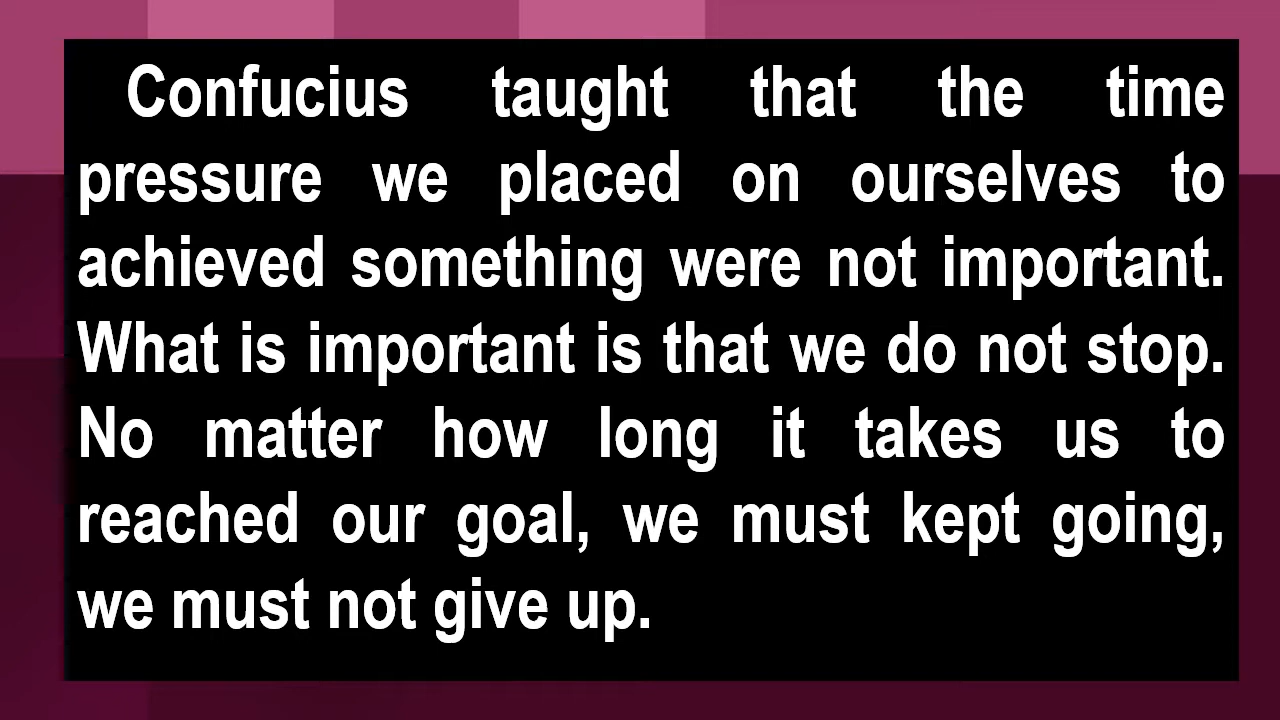 Confucius taught that the time
pressure we placed on ourselves to
achieved something were not important.
What is important is that we do not stop.
No matter how long it takes us to
reached our goal, we must kept going,
we must not give up.